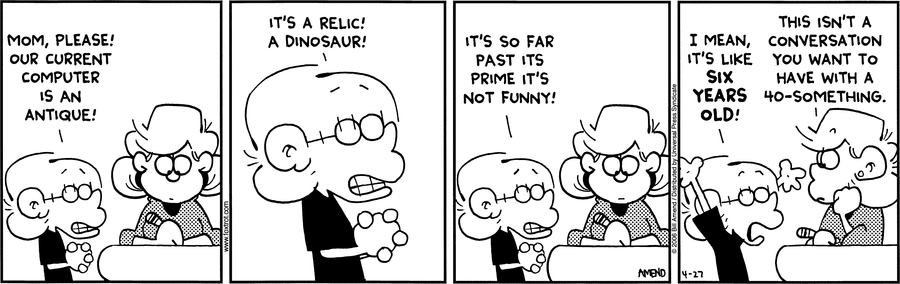 MOM, PLEASE!
OUR CURRENT
COMPUTER
IS AN
ANTIQUE!
www.foxtrot.com
IT'S A RELIC!
A DINOSAUR!
IT'S SO FAR
PAST ITS
PRIME IT'S
NOT FUNNY!
AMEND
© 2006 Bill Amend / Distributed by Universal Press Syndicate
I MEAN,
IT'S LIKE
SIX
YEARS
OLD!
THIS ISN'T A
CONVERSATION
YOU WANT TO
HAVE WITH A
40-SOMETHING.
4-27